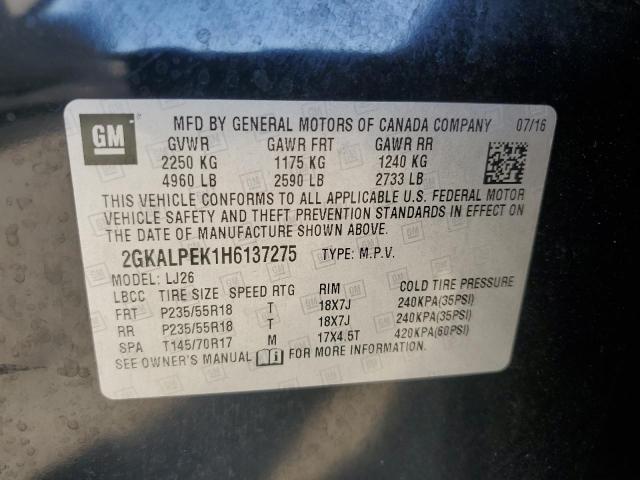 GM
MFD BY GENERAL MOTORS OF CANADA COMPANY 07/16
GVWR GAWR FRT GAWR RR
2250 KG 1175 KG 1240 KG
4960 LB 2590 LB 2733 LB
THIS VEHICLE CONFORMS TO ALL APPLICABLE U.S. FEDERAL MOTOR
VEHICLE SAFETY AND THEFT PREVENTION STANDARDS IN EFFECT ON
THE DATE OF MANUFACTURE SHOWN ABOVE.
2GKALPEK1H6137275 TYPE: M.P.V.
MODEL: LJ26
LBCC TIRE SIZE SPEED RTG RIM COLD TIRE PRESSURE
FRT P235/55R18 T 18X7J 240KPA(35PSI)
RR P235/55R18 T 18X7J 240KPA(35PSI)
SPA T145/70R17 M 17X4.5T 420KPA(60PSI)
SEE OWNER'S MANUAL i FOR MORE INFORMATION.